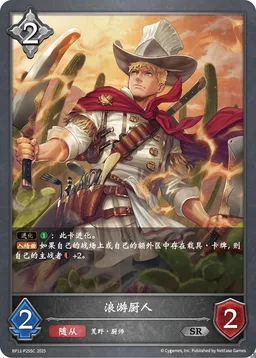 2
进化 1 : 此卡进化。
入场曲 如果自己的战场上或自己的额外区中存在载具·卡牌，则
自己的主战者 +2。
浪游厨人
2
随从
荒野·厨师
SR
2
BP11-P25SC 2025
© Cygames, Inc. Published by NetEase Games